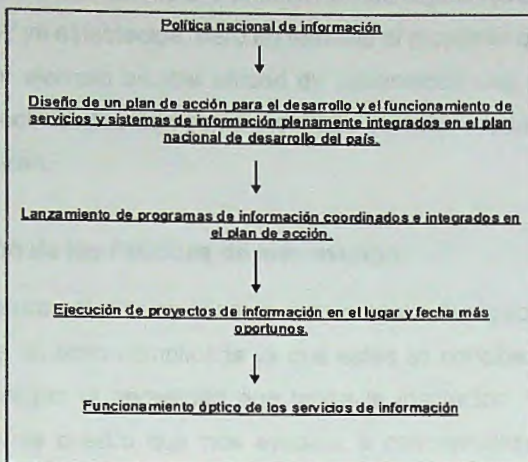 Política nacional de información
Diseño de un plan de acción para el desarrollo y el funcionamiento de
servicios y sistemas de información plenamente integrados en el plan
nacional de desarrollo del país.
Lanzamiento de programas de información coordinados e integrados en
el plan de acción.
Ejecución de proyectos de información en el lugar y fecha más
oportunos.
Funcionamiento óptico de los servicios de información